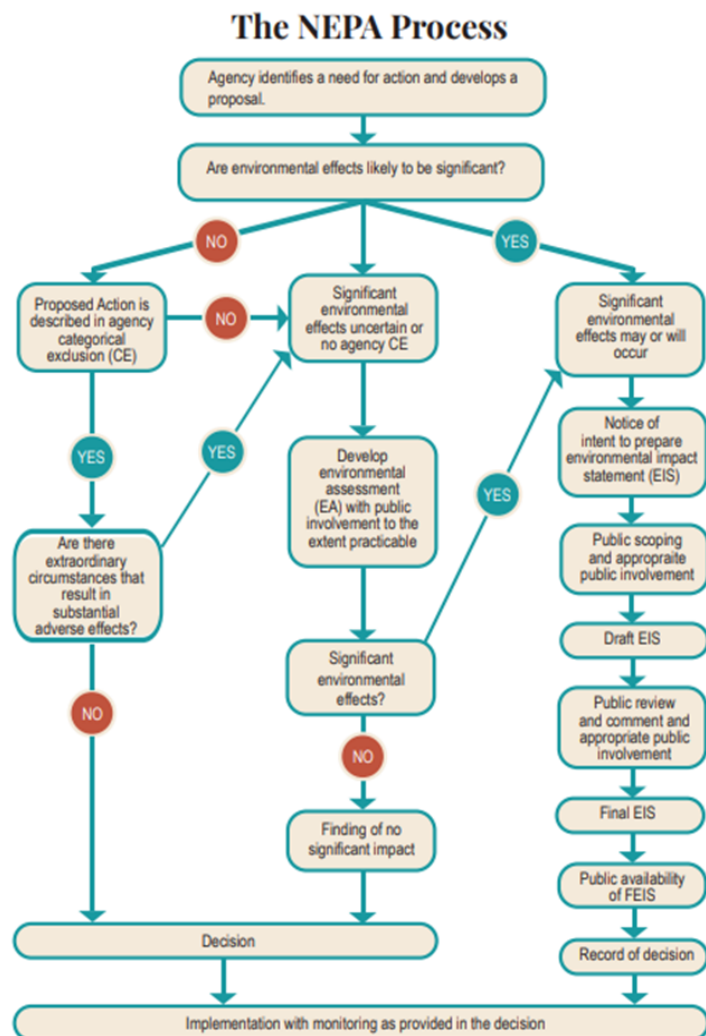 The NEPA Process
Agency identifies a need for action and develops a
proposal.
Are environmental effects likely to be significant?
NO
YES
Proposed Action is
described in agency
categorical
exclusion (CE)
NO
Significant
environmental
effects uncertain or
no agency CE
Significant
environmental
effects may or will
occur
YES
YES
Develop
environmental
assessment
(EA) with public
involvement to the
extent practicable
YES
Notice of
intent to prepare
environmental impact
statement (EIS)
Are there
extraordinary
circumstances that
result in
substantial
adverse effects?
Public scoping
and appropraite
public involvement
Draft EIS
Significant
environmental
effects?
NO
NO
Public review
and comment and
appropriate public
involvement
Finding of no
significant impact
Final EIS
Public availability
of FEIS
Decision
Record of decision
Implementation with monitoring as provided in the decision